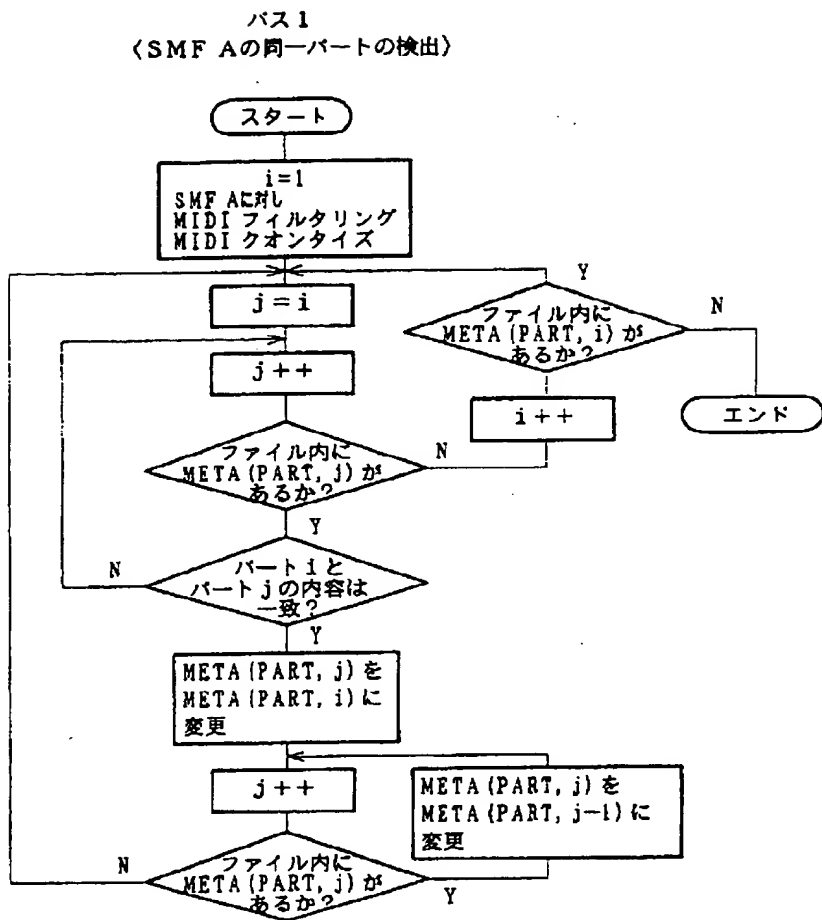 パス1
〈SMF Aの同一パートの検出〉
スタート
i=1
SMF Aに対し
MIDI フィルタリング
MIDI クオンタイズ
j=i
j++
ファイル内に
META(PART, j)が
あるか?
N
Y
i++
ファイル内に
META(PART, i)が
あるか?
Y
N
エンド
パートiと
パートjの内容は
一致?
N
Y
META(PART, j)を
META(PART, i)に
変更
j++
ファイル内に
META(PART, j)が
あるか?
N
Y
META(PART, j)を
META(PART, j-1)に
変更